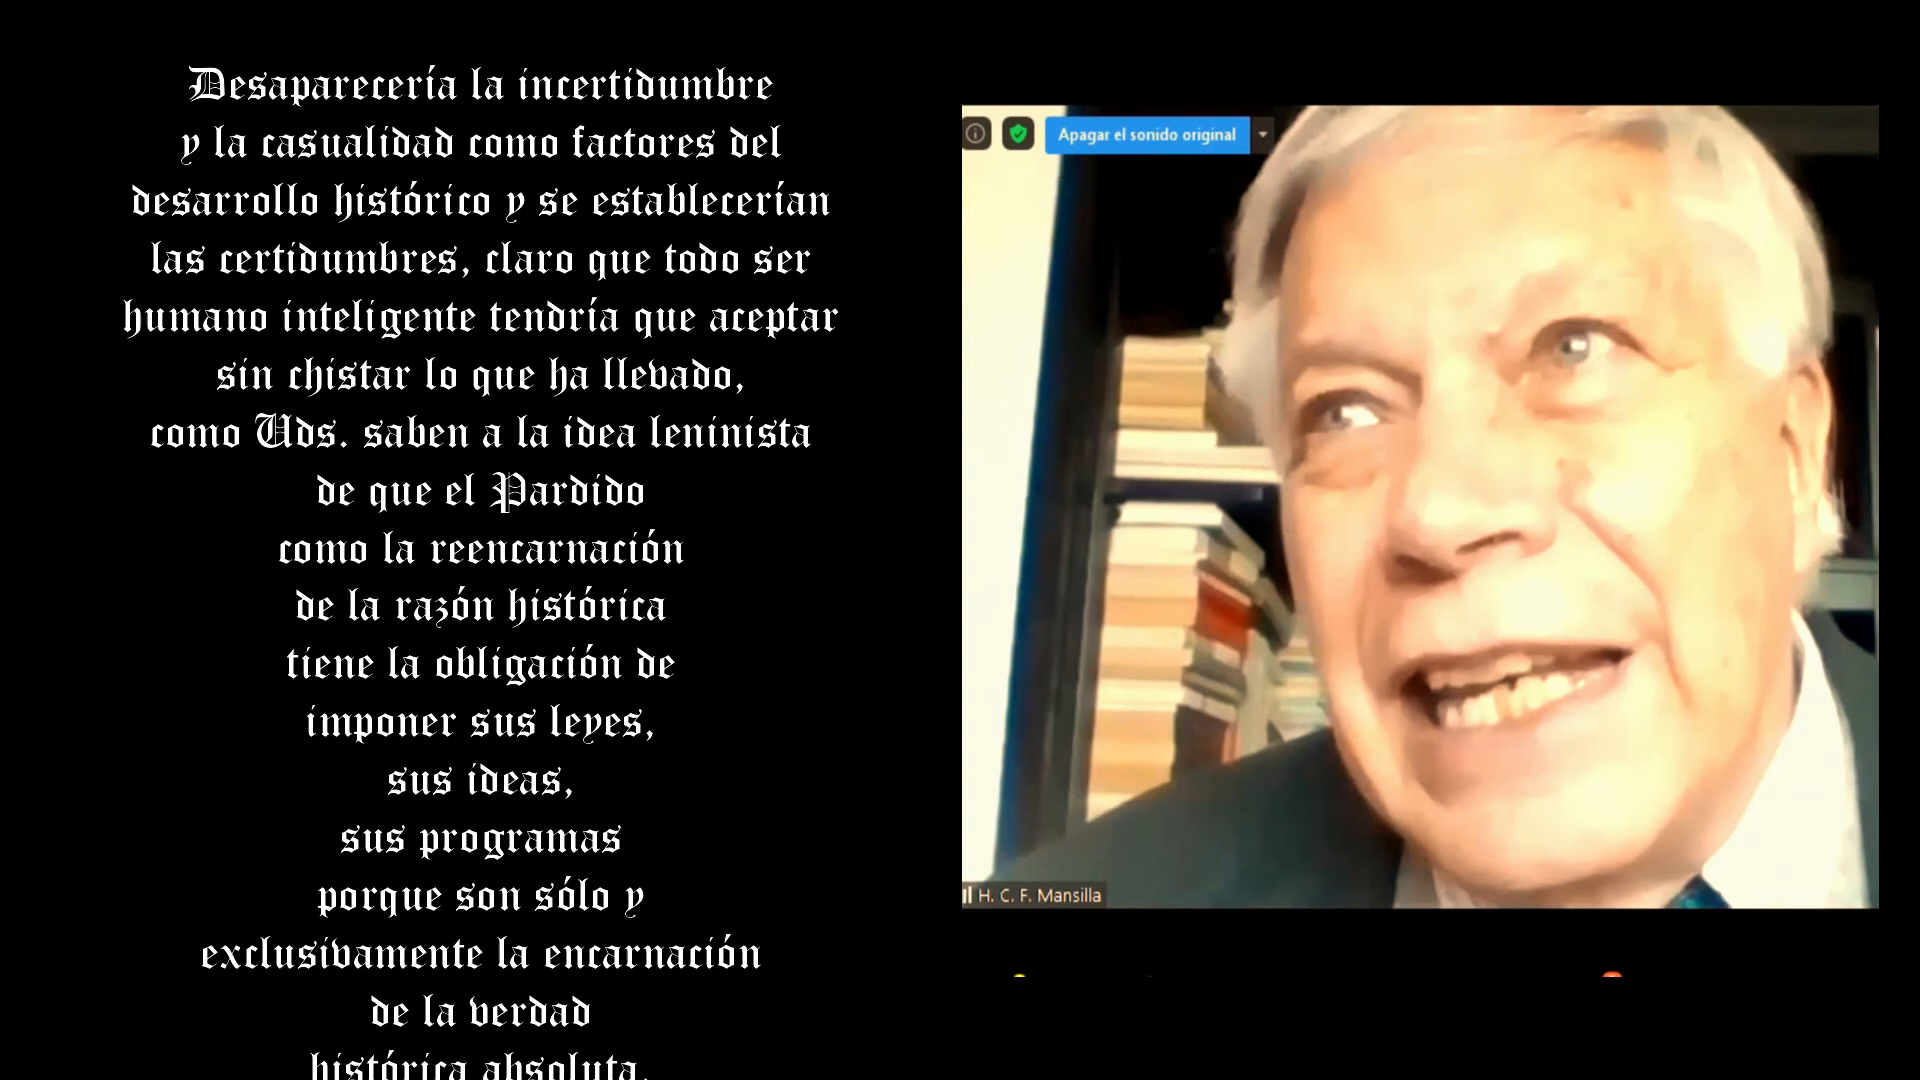 Desaparecería la incertidumbre
y la casualidad como factores del
desarrollo histórico y se establecerían
las certidumbres, claro que todo ser
humano inteligente tendría que aceptar
sin chistar lo que ha llevado,
como Uds. saben a la idea leninista
de que el Pardido
como la reencarnación
de la razón histórica
tiene la obligación de
imponer sus leyes,
sus ideas,
sus programas
porque son sólo y
exclusivamente la encarnación
de la verdad
histórica absoluta.
Apagar el sonido original
H. C. F. Mansilla